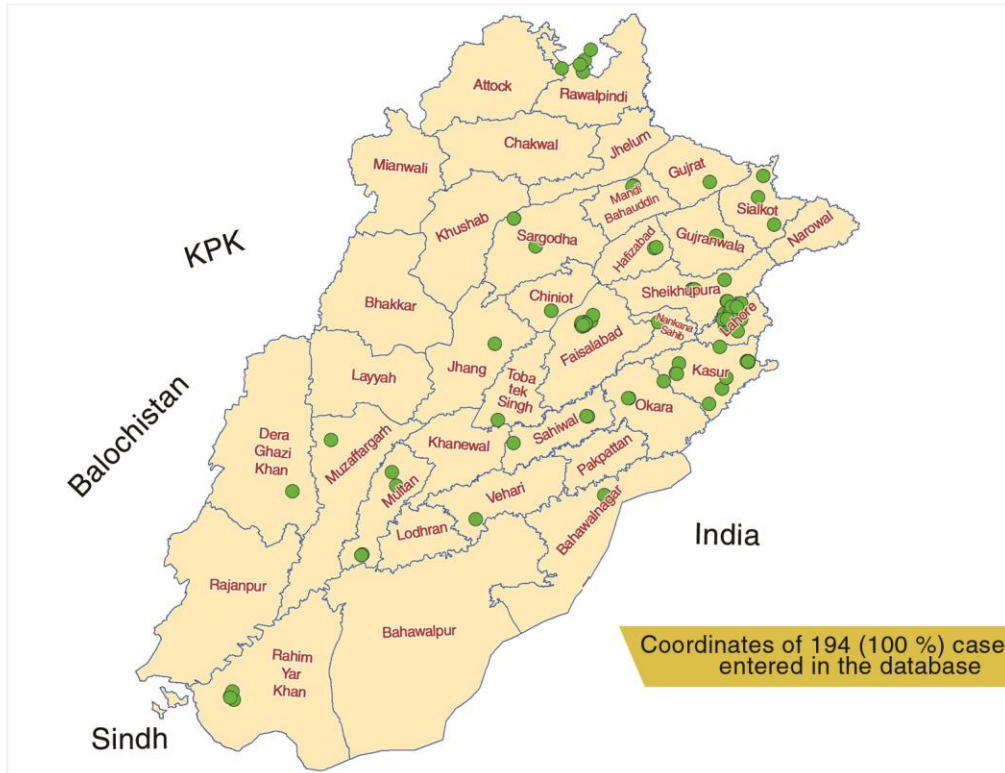 Attock
Rawalpindi
Chakwal
Jhelum
Mianwali
Gujrat
Mandi
Bahauddin
Khushab
Sialkot
Sargodha
Narowal
Gujranwala
Hafizabad
KPK
Sheikhupura
Bhakkar
Chiniot
Lahore
Nankana
Sahib
Faisalabad
Jhang
Kasur
Layyah
Toba
tek
Singh
Okara
Balochistan
Sahiwal
Dera
Ghazi
Khan
Muzaffargarh
Khanewal
Pakpattan
Multan
Vehari
Bahawalnagar
Lodhran
India
Rajanpur
Bahawalpur
Rahim
Yar
Khan
Coordinates of 194 (100 %) case
entered in the database
Sindh